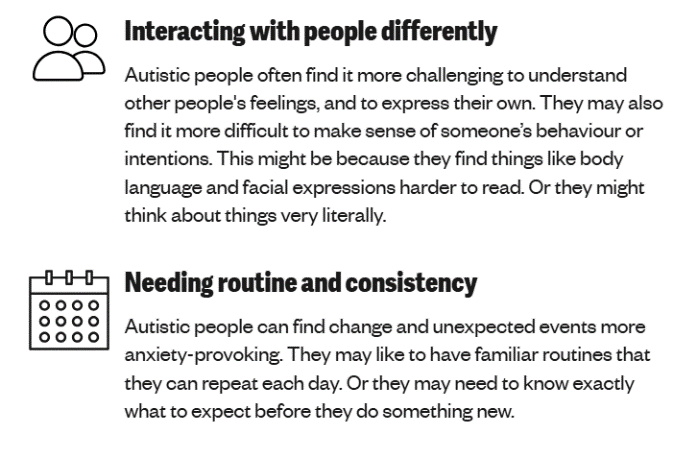 Interacting with people differently
Autistic people often find it more challenging to understand
other people's feelings, and to express their own. They may also
find it more difficult to make sense of someone’s behaviour or
intentions. This might be because they find things like body
language and facial expressions harder to read. Or they might
think about things very literally.
Needing routine and consistency
Autistic people can find change and unexpected events more
anxiety-provoking. They may like to have familiar routines that
they can repeat each day. Or they may need to know exactly
what to expect before they do something new.